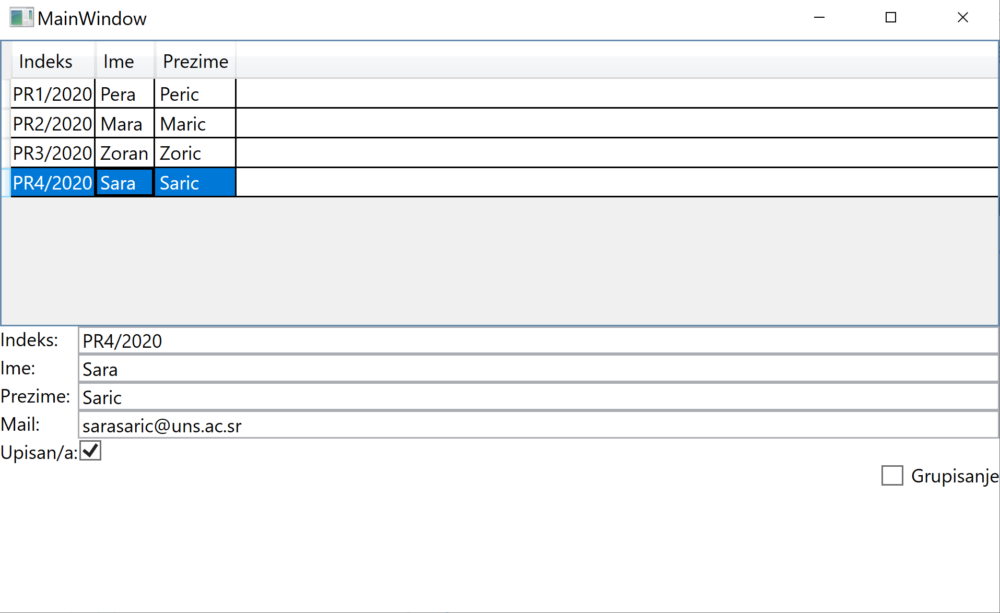 MainWindow
Indeks Ime Prezime
PR1/2020 Pera Peric
PR2/2020 Mara Maric
PR3/2020 Zoran Zoric
PR4/2020 Sara Saric
Indeks: PR4/2020
Ime: Sara
Prezime: Saric
Mail: sarasaric@uns.ac.sr
Upisan/a:
Grupisanje